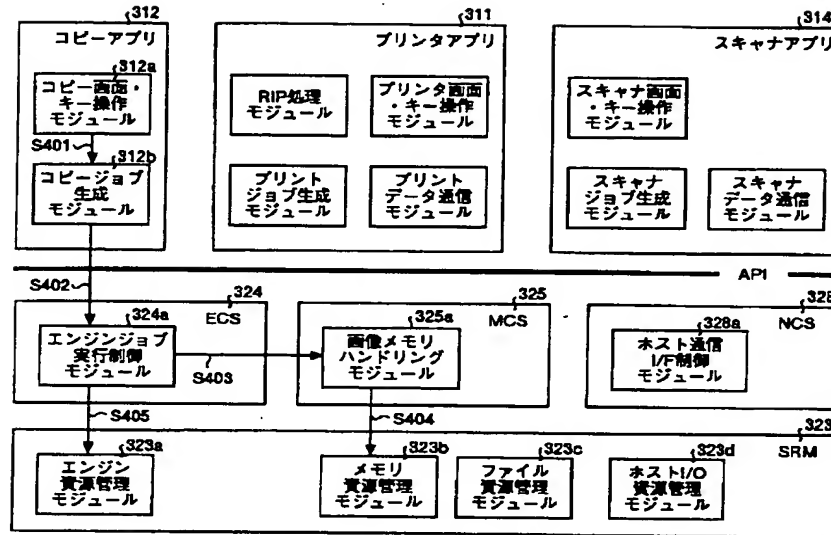 312
コピーアプリ
312a
コピー画面・
キー操作
モジュール
S401
312b
コピージョブ
生成
モジュール
311
プリンタアプリ
RIP処理
モジュール
プリンタ画面
・キー操作
モジュール
プリント
ジョブ生成
モジュール
プリント
データ通信
モジュール
314
スキャナアプリ
スキャナ画面
・キー操作
モジュール
スキャナ
ジョブ生成
モジュール
スキャナ
データ通信
モジュール
API
S402
324
ECS
324a
エンジンジョブ
実行制御
モジュール
S403
325
MCS
325a
画像メモリ
ハンドリング
モジュール
328
NCS
328a
ホスト通信
I/F制御
モジュール
S405
S404
323
SRM
323a
エンジン
資源管理
モジュール
323b
メモリ
資源管理
モジュール
323c
ファイル
資源管理
モジュール
323d
ホストI/O
資源管理
モジュール